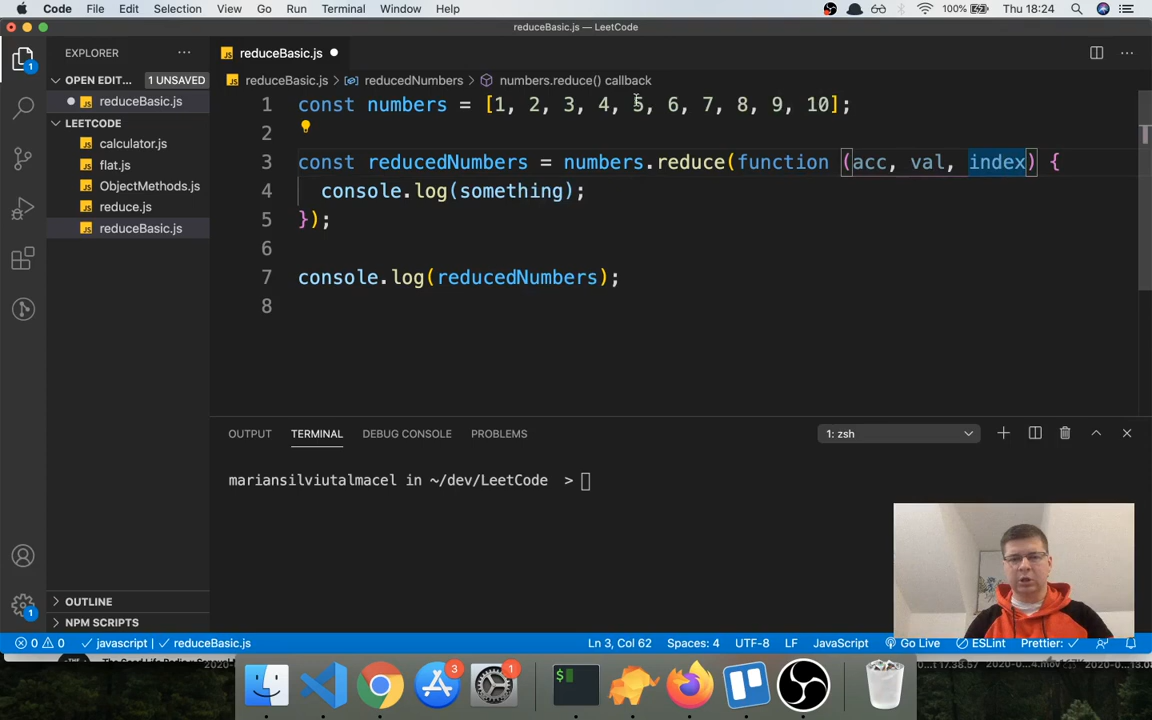 Code File Edit Selection View Go Run Terminal Window Help 100% Thu 18:24
reduceBasic.js — LeetCode
EXPLORER
reduceBasic.js
OPEN EDIT... 1 UNSAVED
reduceBasic.js > reducedNumbers > numbers.reduce() callback
reduceBasic.js
LEETCODE
calculator.js
flat.js
ObjectMethods.js
reduce.js
reduceBasic.js
1 const numbers = [1, 2, 3, 4, 5, 6, 7, 8, 9, 10];
2
3 const reducedNumbers = numbers.reduce(function (acc, val, index) {
4 console.log(something);
5 });
6
7 console.log(reducedNumbers);
8
OUTPUT TERMINAL DEBUG CONSOLE PROBLEMS 1: zsh
mariansilviutalmacel in ~/dev/LeetCode >
OUTLINE
NPM SCRIPTS
0 0 javascript | reduceBasic.js Ln 3, Col 62 Spaces: 4 UTF-8 LF JavaScript Go Live ESLint Prettier:
1
1
3
1
$